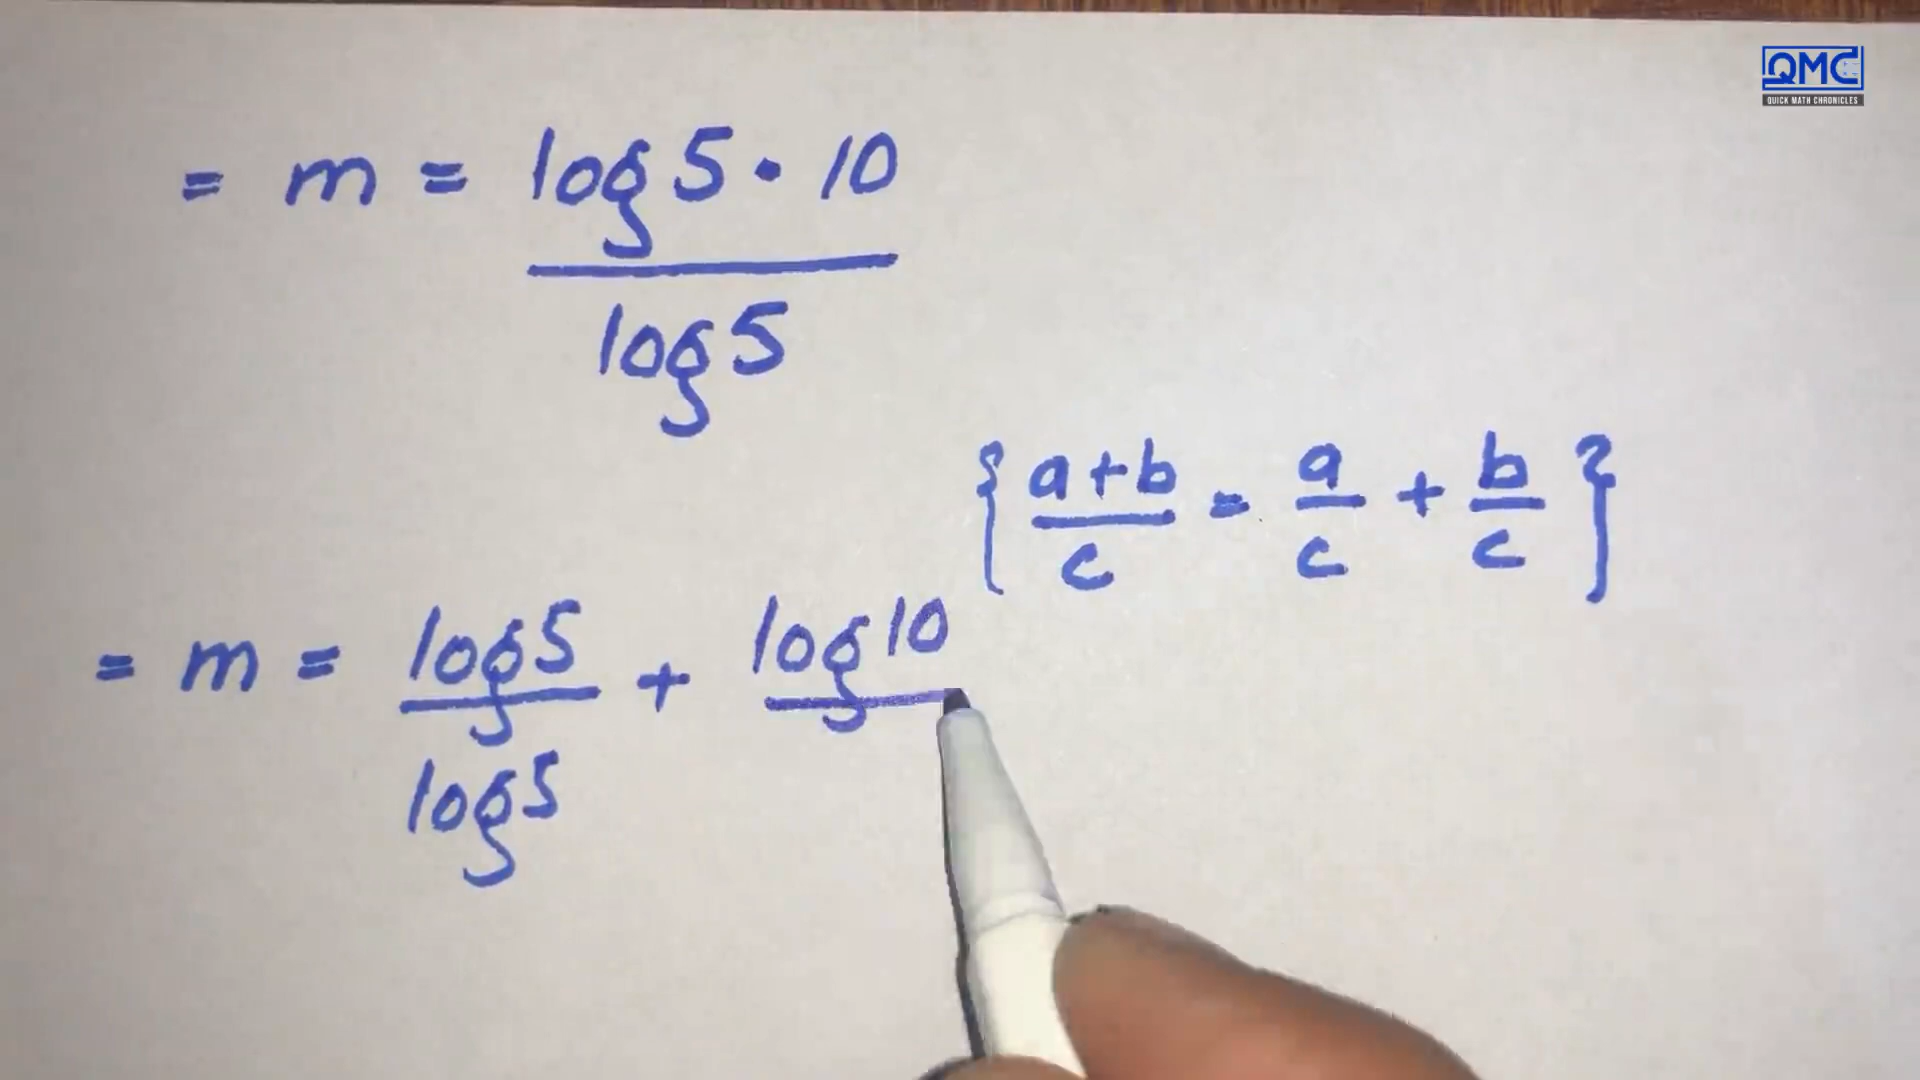 QMC
QUICK MATH CHRONICLES
= m = log 5 · 10
log 5
{ a+b = a + b }
c c c
= m = log 5 + log 10
log 5